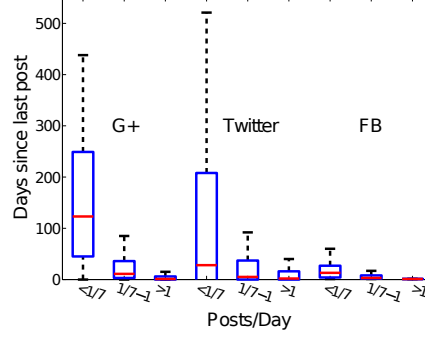 Days since last post
500
400
300
200
100
0
G+ Twitter FB
<1/7 1/7–1 >1 <1/7 1/7–1 >1 <1/7 1/7–1 >1
Posts/Day